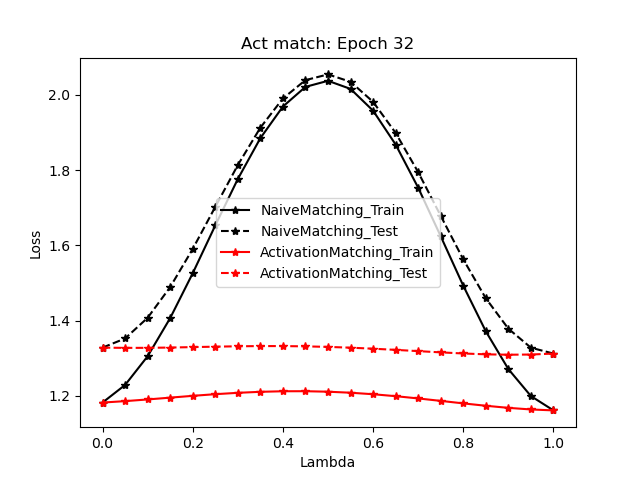 Act match: Epoch 32
2.0
1.8
1.6
1.4
1.2
Loss
NaiveMatching_Train
NaiveMatching_Test
ActivationMatching_Train
ActivationMatching_Test
0.0 0.2 0.4 0.6 0.8 1.0
Lambda